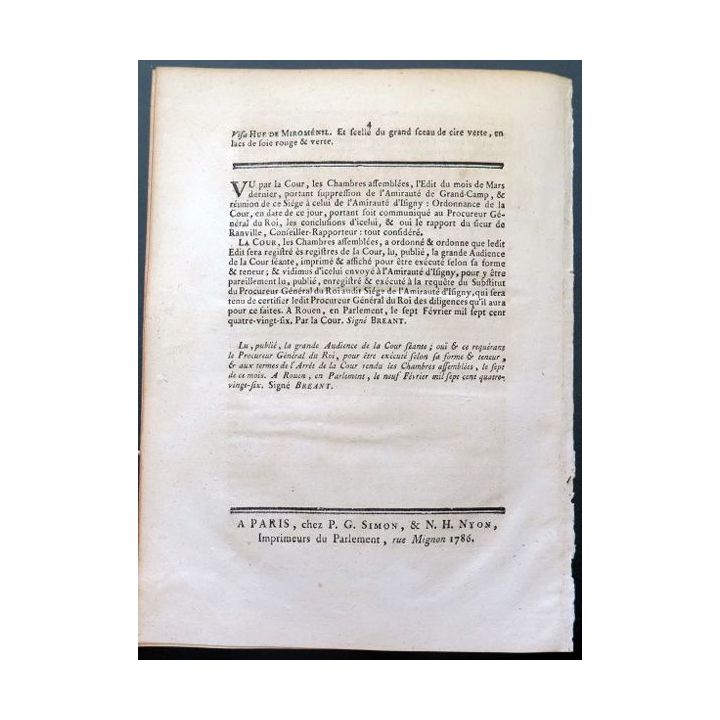 4
Visa HUE DE MIROMÉNIL. Et scellé du grand sceau de cire verte, en
lacs de soie rouge & verte.
VU par la Cour, les Chambres assemblées, l'Edit du mois de Mars
dernier, portant suppression de l'Amirauté de Grand-Camp, &
réunion de ce Siége à celui de l'Amirauté d'Isigny : Ordonnance de la
Cour, en date de ce jour, portant soit communiqué au Procureur Gé-
néral du Roi, les conclusions d'icelui, & oui le rapport du sieur de
Ranville, Conseiller-Rapporteur : tout considéré.
LA COUR, les Chambres assemblées, a ordonné & ordonne que ledit
Edit sera registré ès registres de la Cour, lu, publié, la grande Audience
de la Cour séante, imprimé & affiché pour être exécuté selon sa forme
& teneur; & vidimus d'icelui envoyé à l'Amirauté d'Isigny, pour y être
pareillement lu, publié, enregistré & exécuté à la requête du Substitut
du Procureur Général du Roi audit Siége de l'Amirauté d'Isigny, qui sera
tenu de certifier ledit Procureur Général du Roi des diligences qu'il aura
pour ce faites. A Rouen, en Parlement, le sept Février mil sept cent
quatre-vingt-six. Par la Cour. Signé BREANT.
Lu, publié, la grande Audience de la Cour séante; oui & ce requérant
le Procureur Général du Roi, pour être exécuté selon sa forme & teneur,
& aux termes de l'Arrêt de la Cour rendu les Chambres assemblées, le sept
de ce mois. A Rouen, en Parlement, le neuf Février mil sept cent quatre-
vingt-six. Signé BREANT.
A PARIS, chez P. G. SIMON, & N. H. NYON,
Imprimeurs du Parlement, rue Mignon 1786.